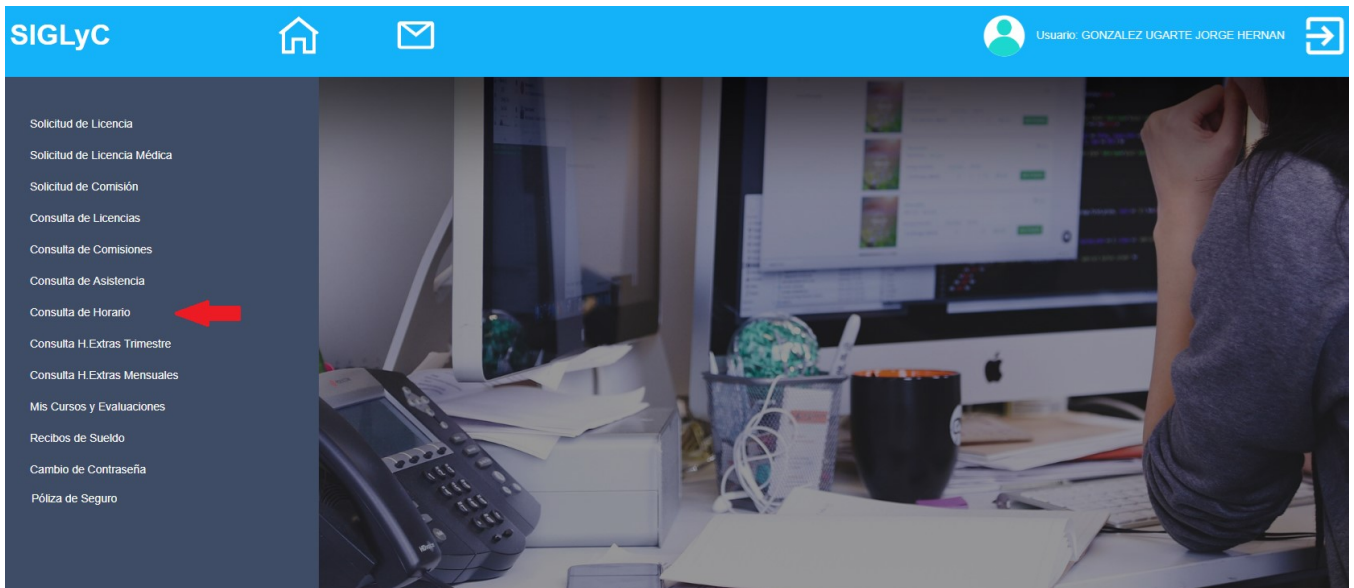 SIGLyC
Usuario: GONZALEZ UGARTE JORGE HERNAN
Solicitud de Licencia
Solicitud de Licencia Médica
Solicitud de Comisión
Consulta de Licencias
Consulta de Comisiones
Consulta de Asistencia
Consulta de Horario
Consulta H.Extras Trimestre
Consulta H.Extras Mensuales
Mis Cursos y Evaluaciones
Recibos de Sueldo
Cambio de Contraseña
Póliza de Seguro